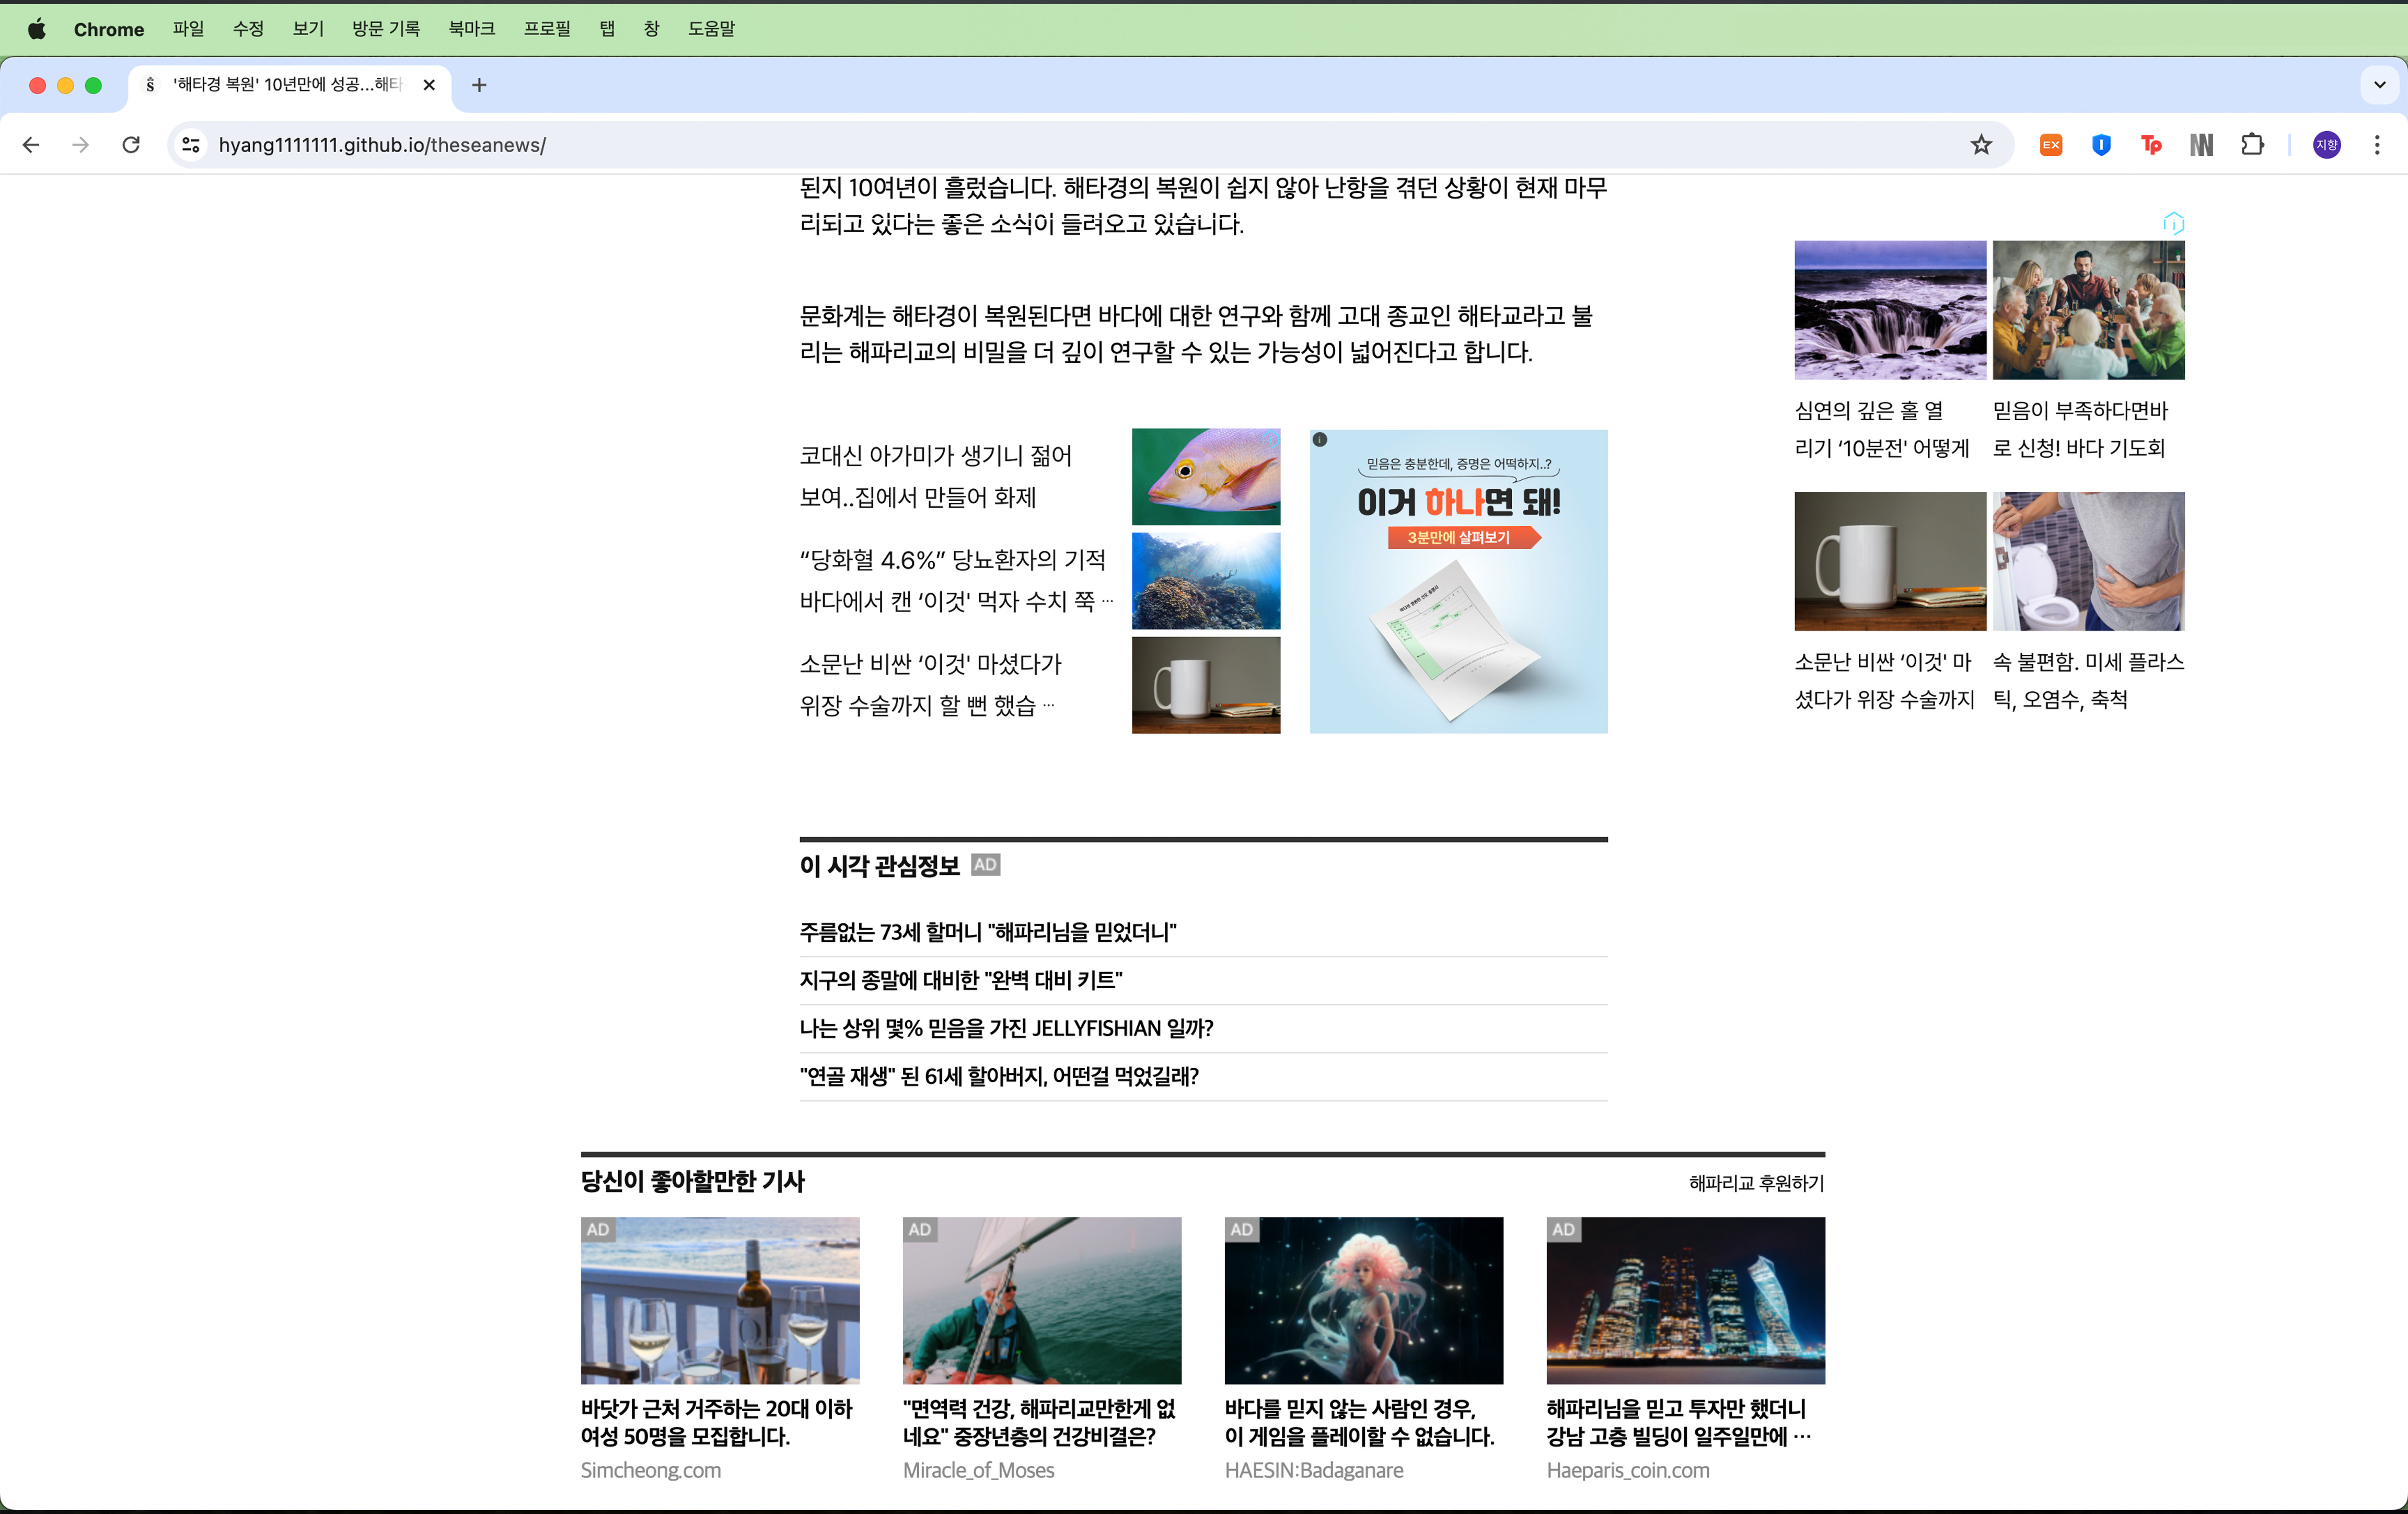 Chrome 파일 수정 보기 방문 기록 북마크 프로필 탭 창 도움말
'해타경 복원' 10년만에 성공...해타
hyang1111111.github.io/theseanews/
EX
Tp
지향
된지 10여년이 흘렀습니다. 해타경의 복원이 쉽지 않아 난항을 겪던 상황이 현재 마무
리되고 있다는 좋은 소식이 들려오고 있습니다.
문화계는 해타경이 복원된다면 바다에 대한 연구와 함께 고대 종교인 해타교라고 불
리는 해파리교의 비밀을 더 깊이 연구할 수 있는 가능성이 넓어진다고 합니다.
코대신 아가미가 생기니 젊어
보여..집에서 만들어 화제
“당화혈 4.6%” 당뇨환자의 기적
바다에서 캔 ‘이것' 먹자 수치 쭉 ···
소문난 비싼 ‘이것' 마셨다가
위장 수술까지 할 뻔 했습 ···
믿음은 충분한데, 증명은 어떡하지..?
이거 하나면 돼!
3분만에 살펴보기
심연의 깊은 홀 열
리기 ‘10분전' 어떻게
믿음이 부족하다면바
로 신청! 바다 기도회
소문난 비싼 ‘이것' 마
셨다가 위장 수술까지
속 불편함. 미세 플라스
틱, 오염수, 축척
이 시각 관심정보 AD
주름없는 73세 할머니 "해파리님을 믿었더니"
지구의 종말에 대비한 "완벽 대비 키트"
나는 상위 몇% 믿음을 가진 JELLYFISHIAN 일까?
"연골 재생" 된 61세 할아버지, 어떤걸 먹었길래?
당신이 좋아할만한 기사
해파리교 후원하기
AD
바닷가 근처 거주하는 20대 이하
여성 50명을 모집합니다.
Simcheong.com
AD
"면역력 건강, 해파리교만한게 없
네요" 중장년층의 건강비결은?
Miracle_of_Moses
AD
바다를 믿지 않는 사람인 경우,
이 게임을 플레이할 수 없습니다.
HAESIN:Badaganare
AD
해파리님을 믿고 투자만 했더니
강남 고층 빌딩이 일주일만에 ···
Haeparis_coin.com